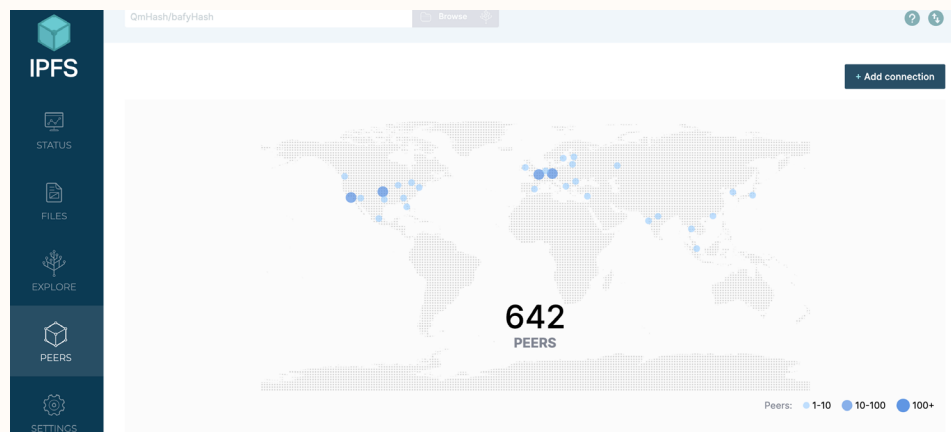 QmHash/bafyHash
Browse
IPFS
+ Add connection
STATUS
FILES
EXPLORE
PEERS
SETTINGS
642
PEERS
Peers: 1-10 10-100 100+